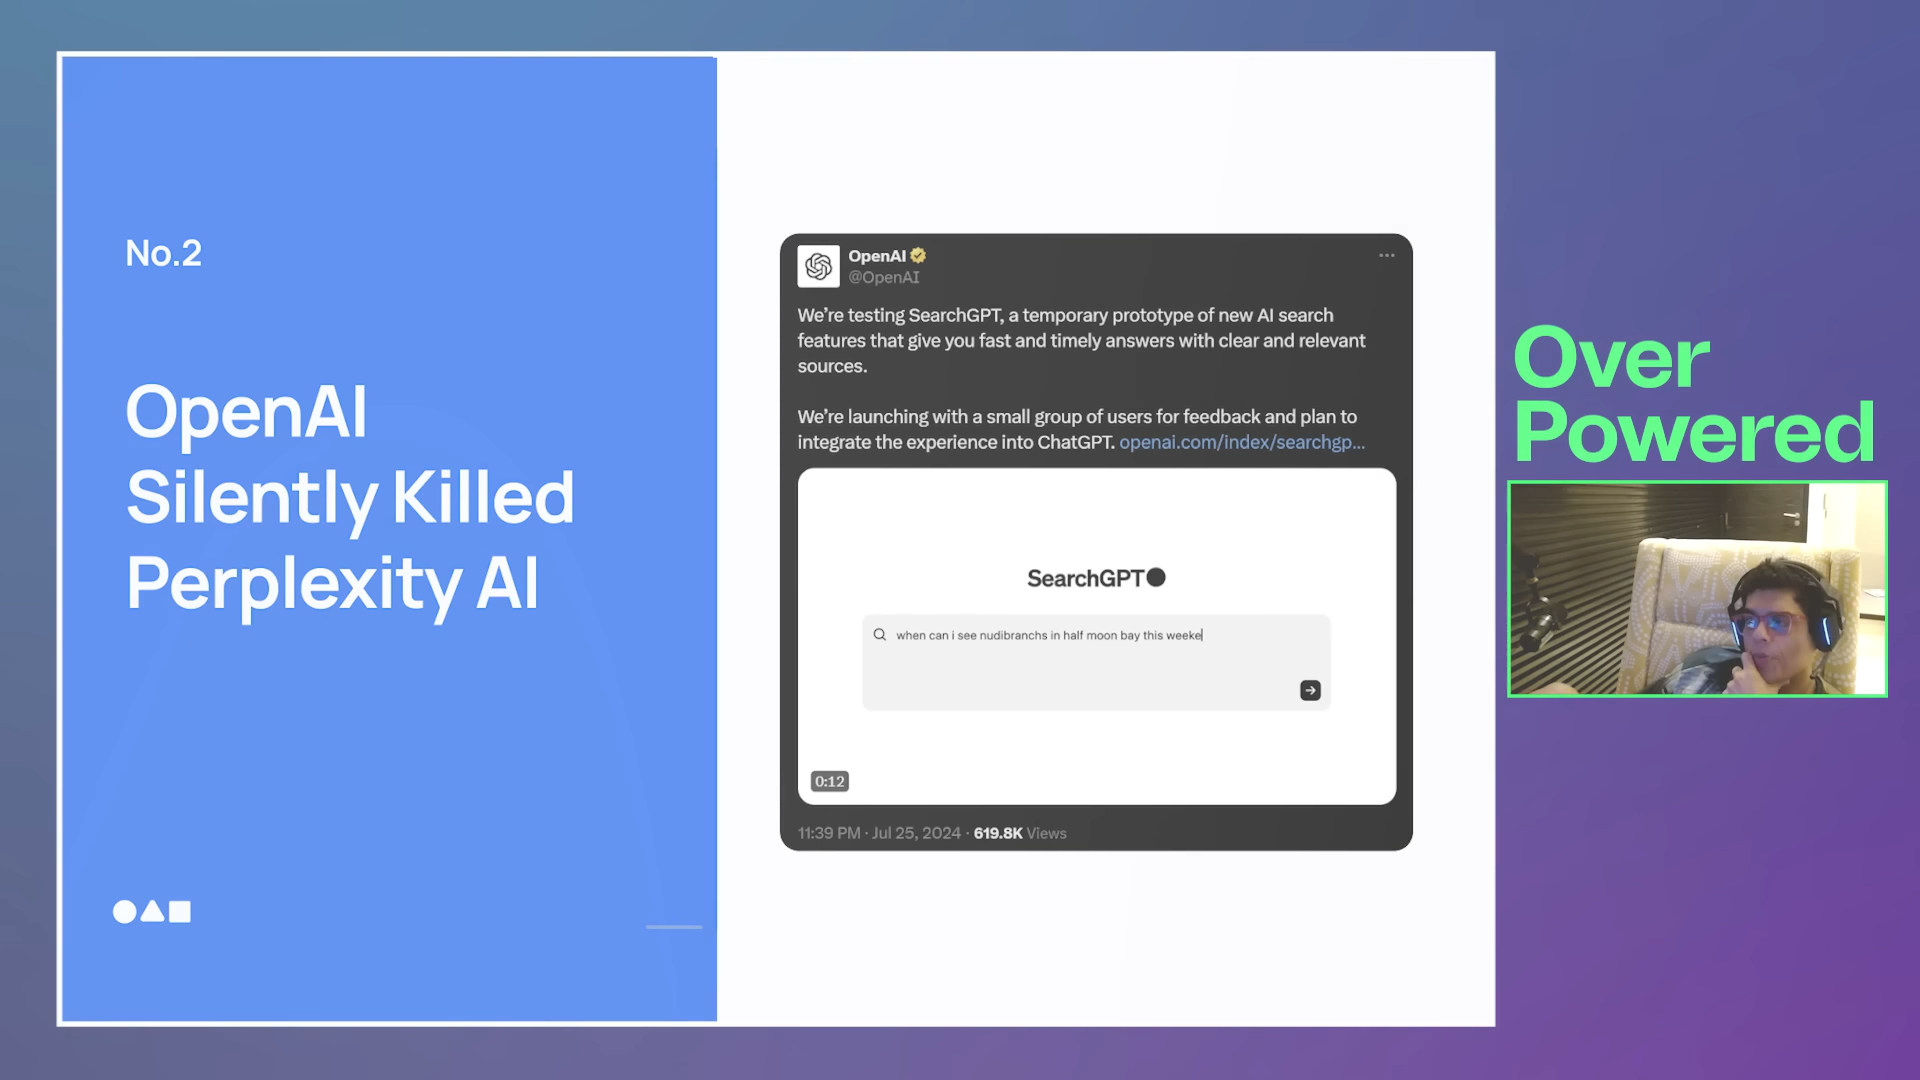 No.2
OpenAI
Silently Killed
Perplexity AI
OpenAI
@OpenAI
We're testing SearchGPT, a temporary prototype of new AI search
features that give you fast and timely answers with clear and relevant
sources.
We're launching with a small group of users for feedback and plan to
integrate the experience into ChatGPT. openai.com/index/searchgp...
SearchGPT
when can i see nudibranchs in half moon bay this weeke
0:12
11:39 PM · Jul 25, 2024 · 619.8K Views
Over
Powered